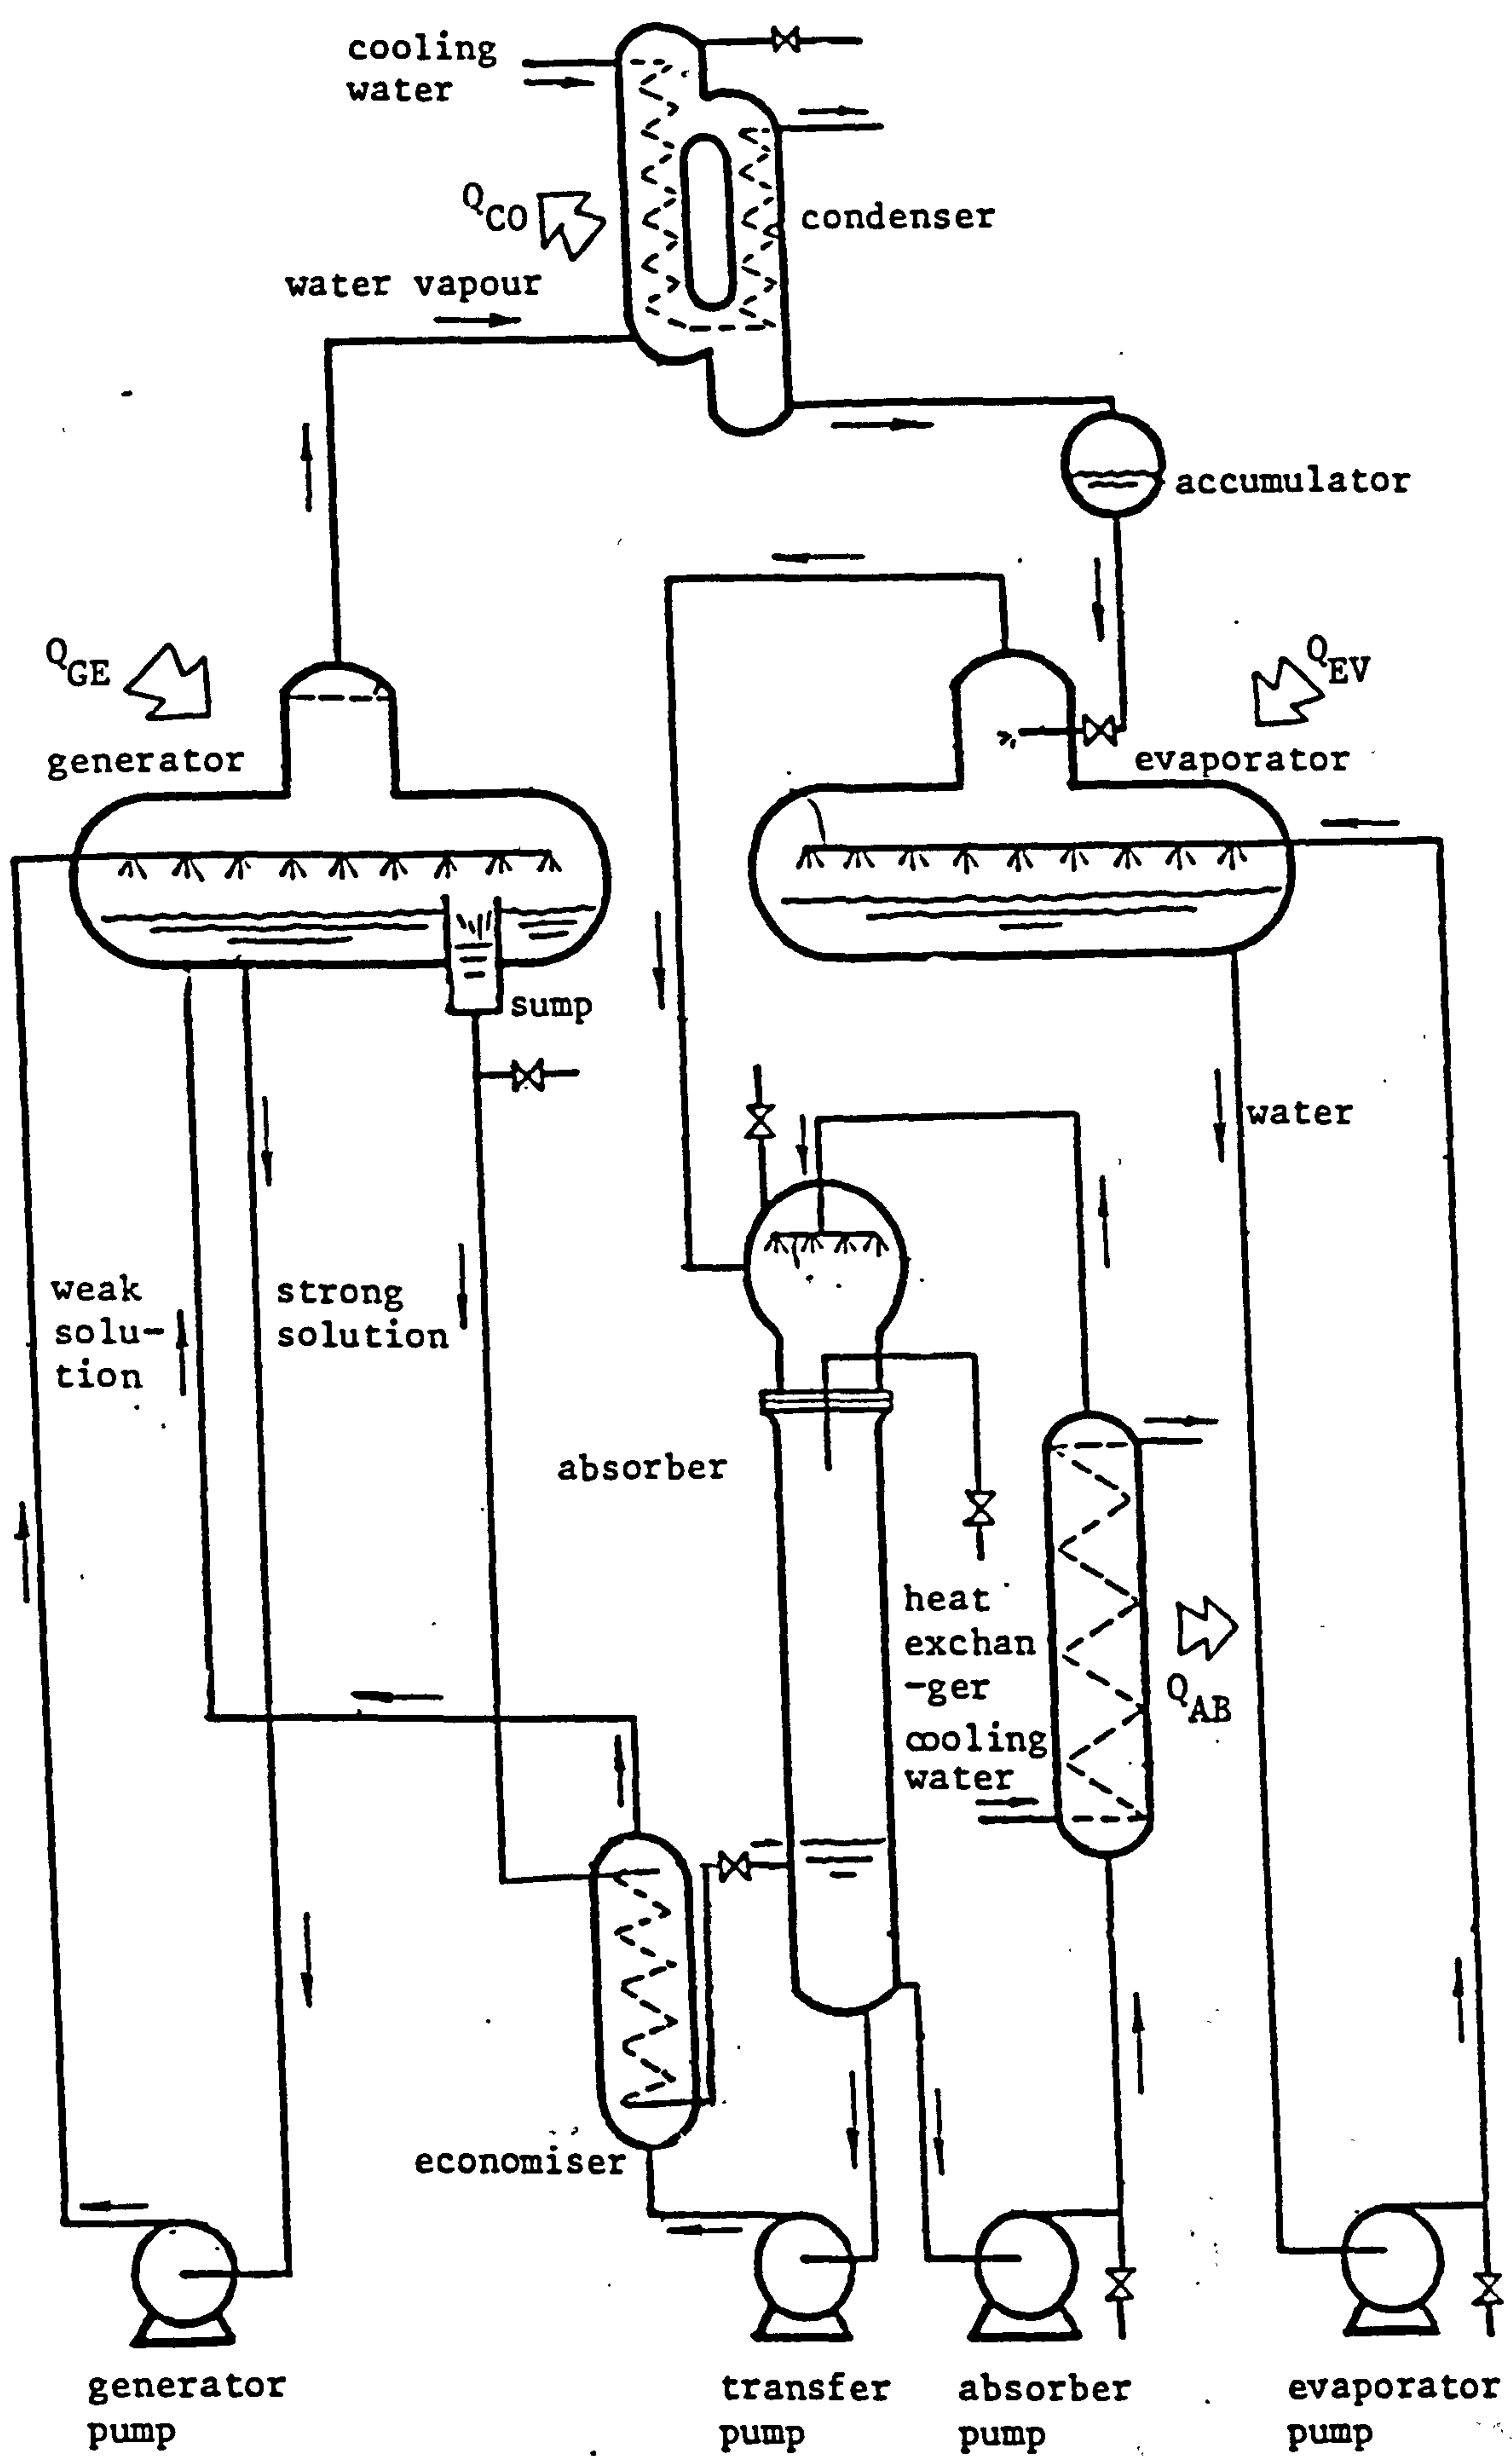 cooling
water
Q_CO
condenser
water vapour
accumulator
Q_GE
Q_EV
generator
evaporator
sump
water
weak
solu-
tion
strong
solution
absorber
heat
exchan
-ger
Q_AB
cooling
water
economiser
generator
pump
transfer
pump
absorber
pump
evaporator
pump